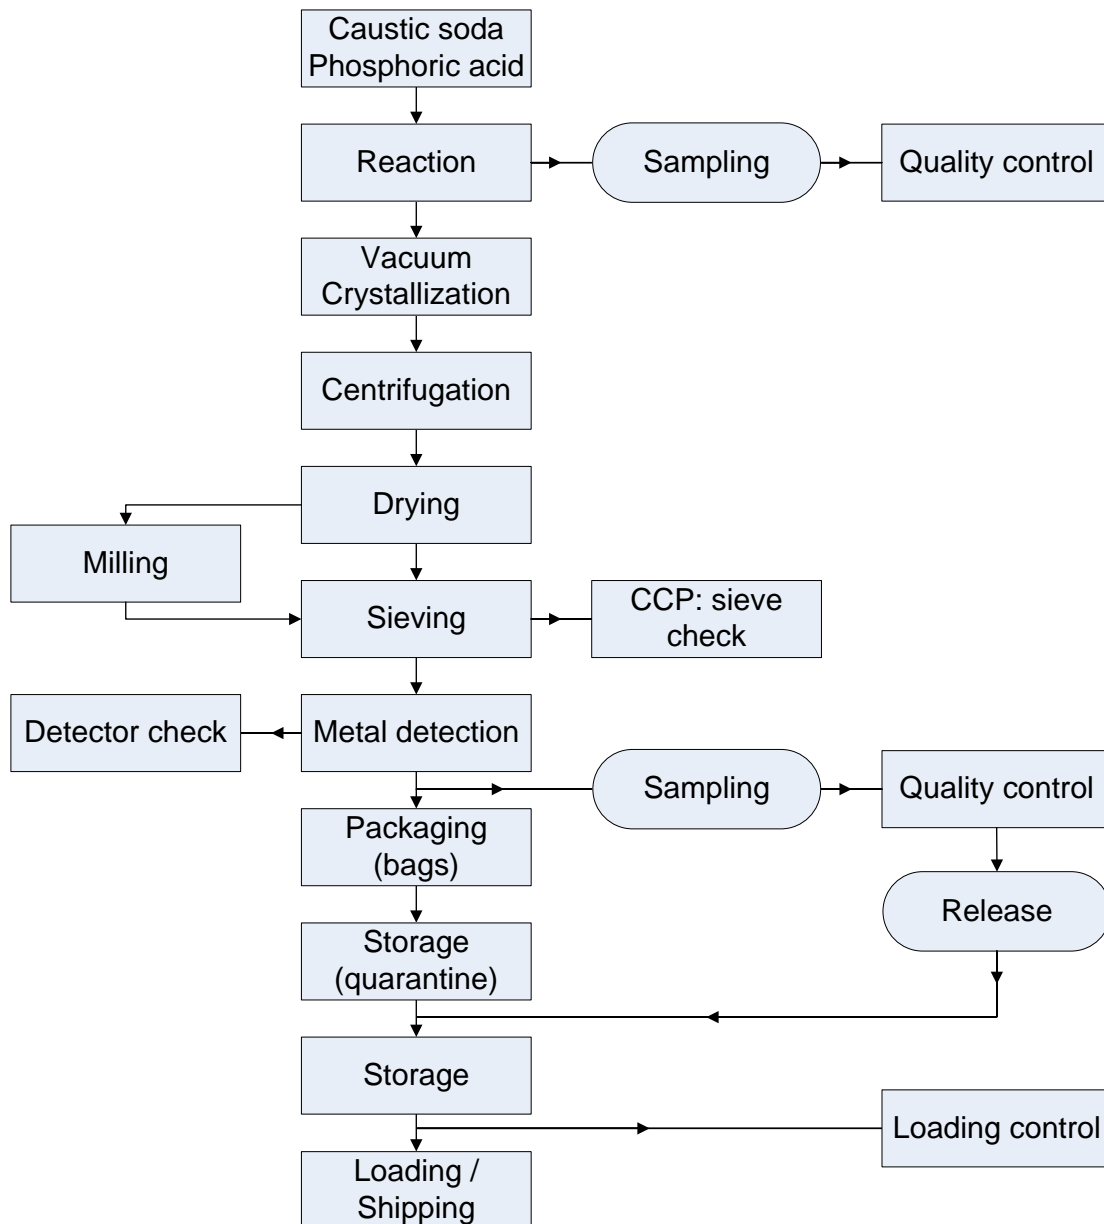 Caustic soda
Phosphoric acid
Reaction
Sampling
Quality control
Vacuum
Crystallization
Centrifugation
Drying
Milling
Sieving
CCP: sieve
check
Detector check
Metal detection
Sampling
Quality control
Packaging
(bags)
Release
Storage
(quarantine)
Storage
Loading control
Loading /
Shipping